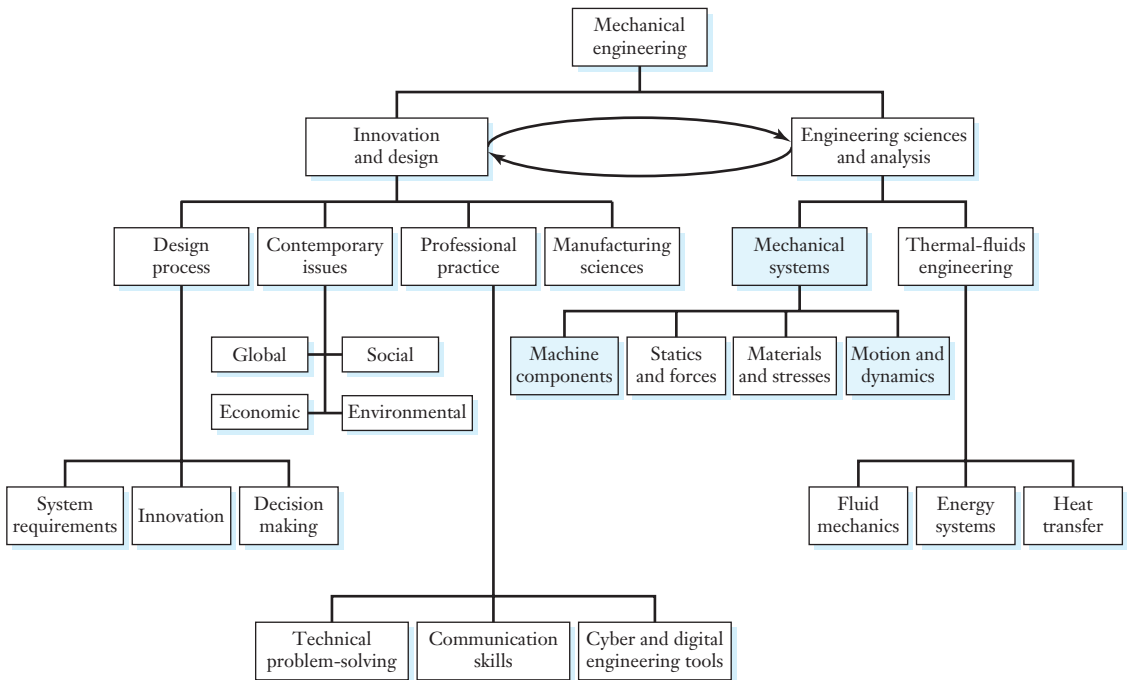 Mechanical
engineering
Innovation
and design
Engineering sciences
and analysis
Design
process
Contemporary
issues
Professional
practice
Manufacturing
sciences
Mechanical
systems
Thermal-fluids
engineering
Global
Social
Economic
Environmental
Machine
components
Statics
and forces
Materials
and stresses
Motion and
dynamics
System
requirements
Innovation
Decision
making
Fluid
mechanics
Energy
systems
Heat
transfer
Technical
problem-solving
Communication
skills
Cyber and digital
engineering tools